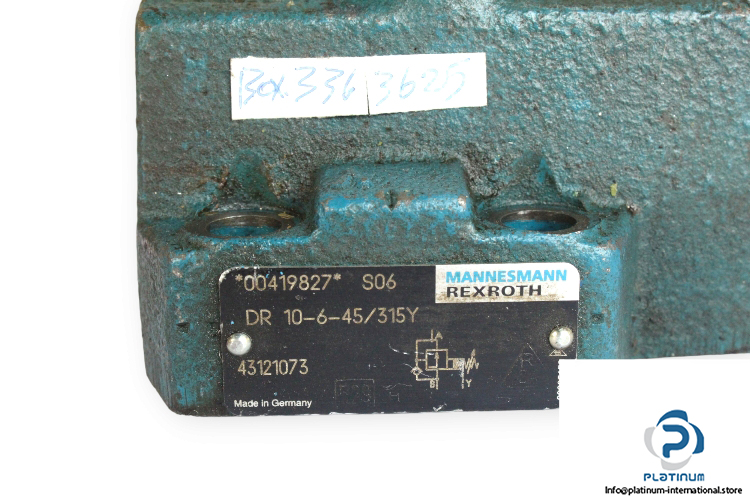 Box 336 3625
*00419827* S06
MANNESMANN
REXROTH
DR 10-6-45/315Y
43121073
A
B Y
Made in Germany
PLATINUM
Info@platinum-international.store